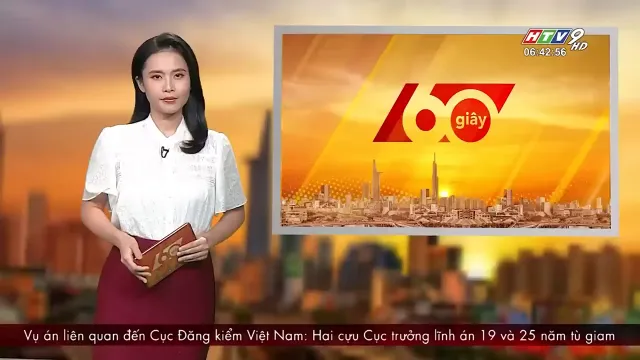 HTV9
HD
06:42:56
60
giây
60
Vụ án liên quan đến Cục Đăng kiểm Việt Nam: Hai cựu Cục trưởng lĩnh án 19 và 25 năm tù giam